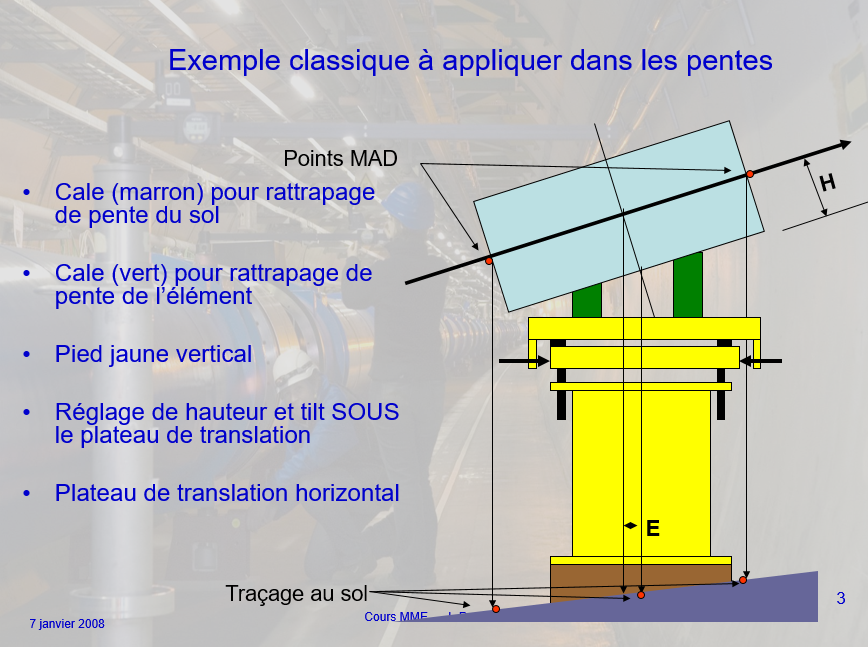 Exemple classique à appliquer dans les pentes
Points MAD
• Cale (marron) pour rattrapage
de pente du sol
• Cale (vert) pour rattrapage de
pente de l’élément
• Pied jaune vertical
• Réglage de hauteur et tilt SOUS
le plateau de translation
• Plateau de translation horizontal
H
E
Traçage au sol
7 janvier 2008
Cours MME
3